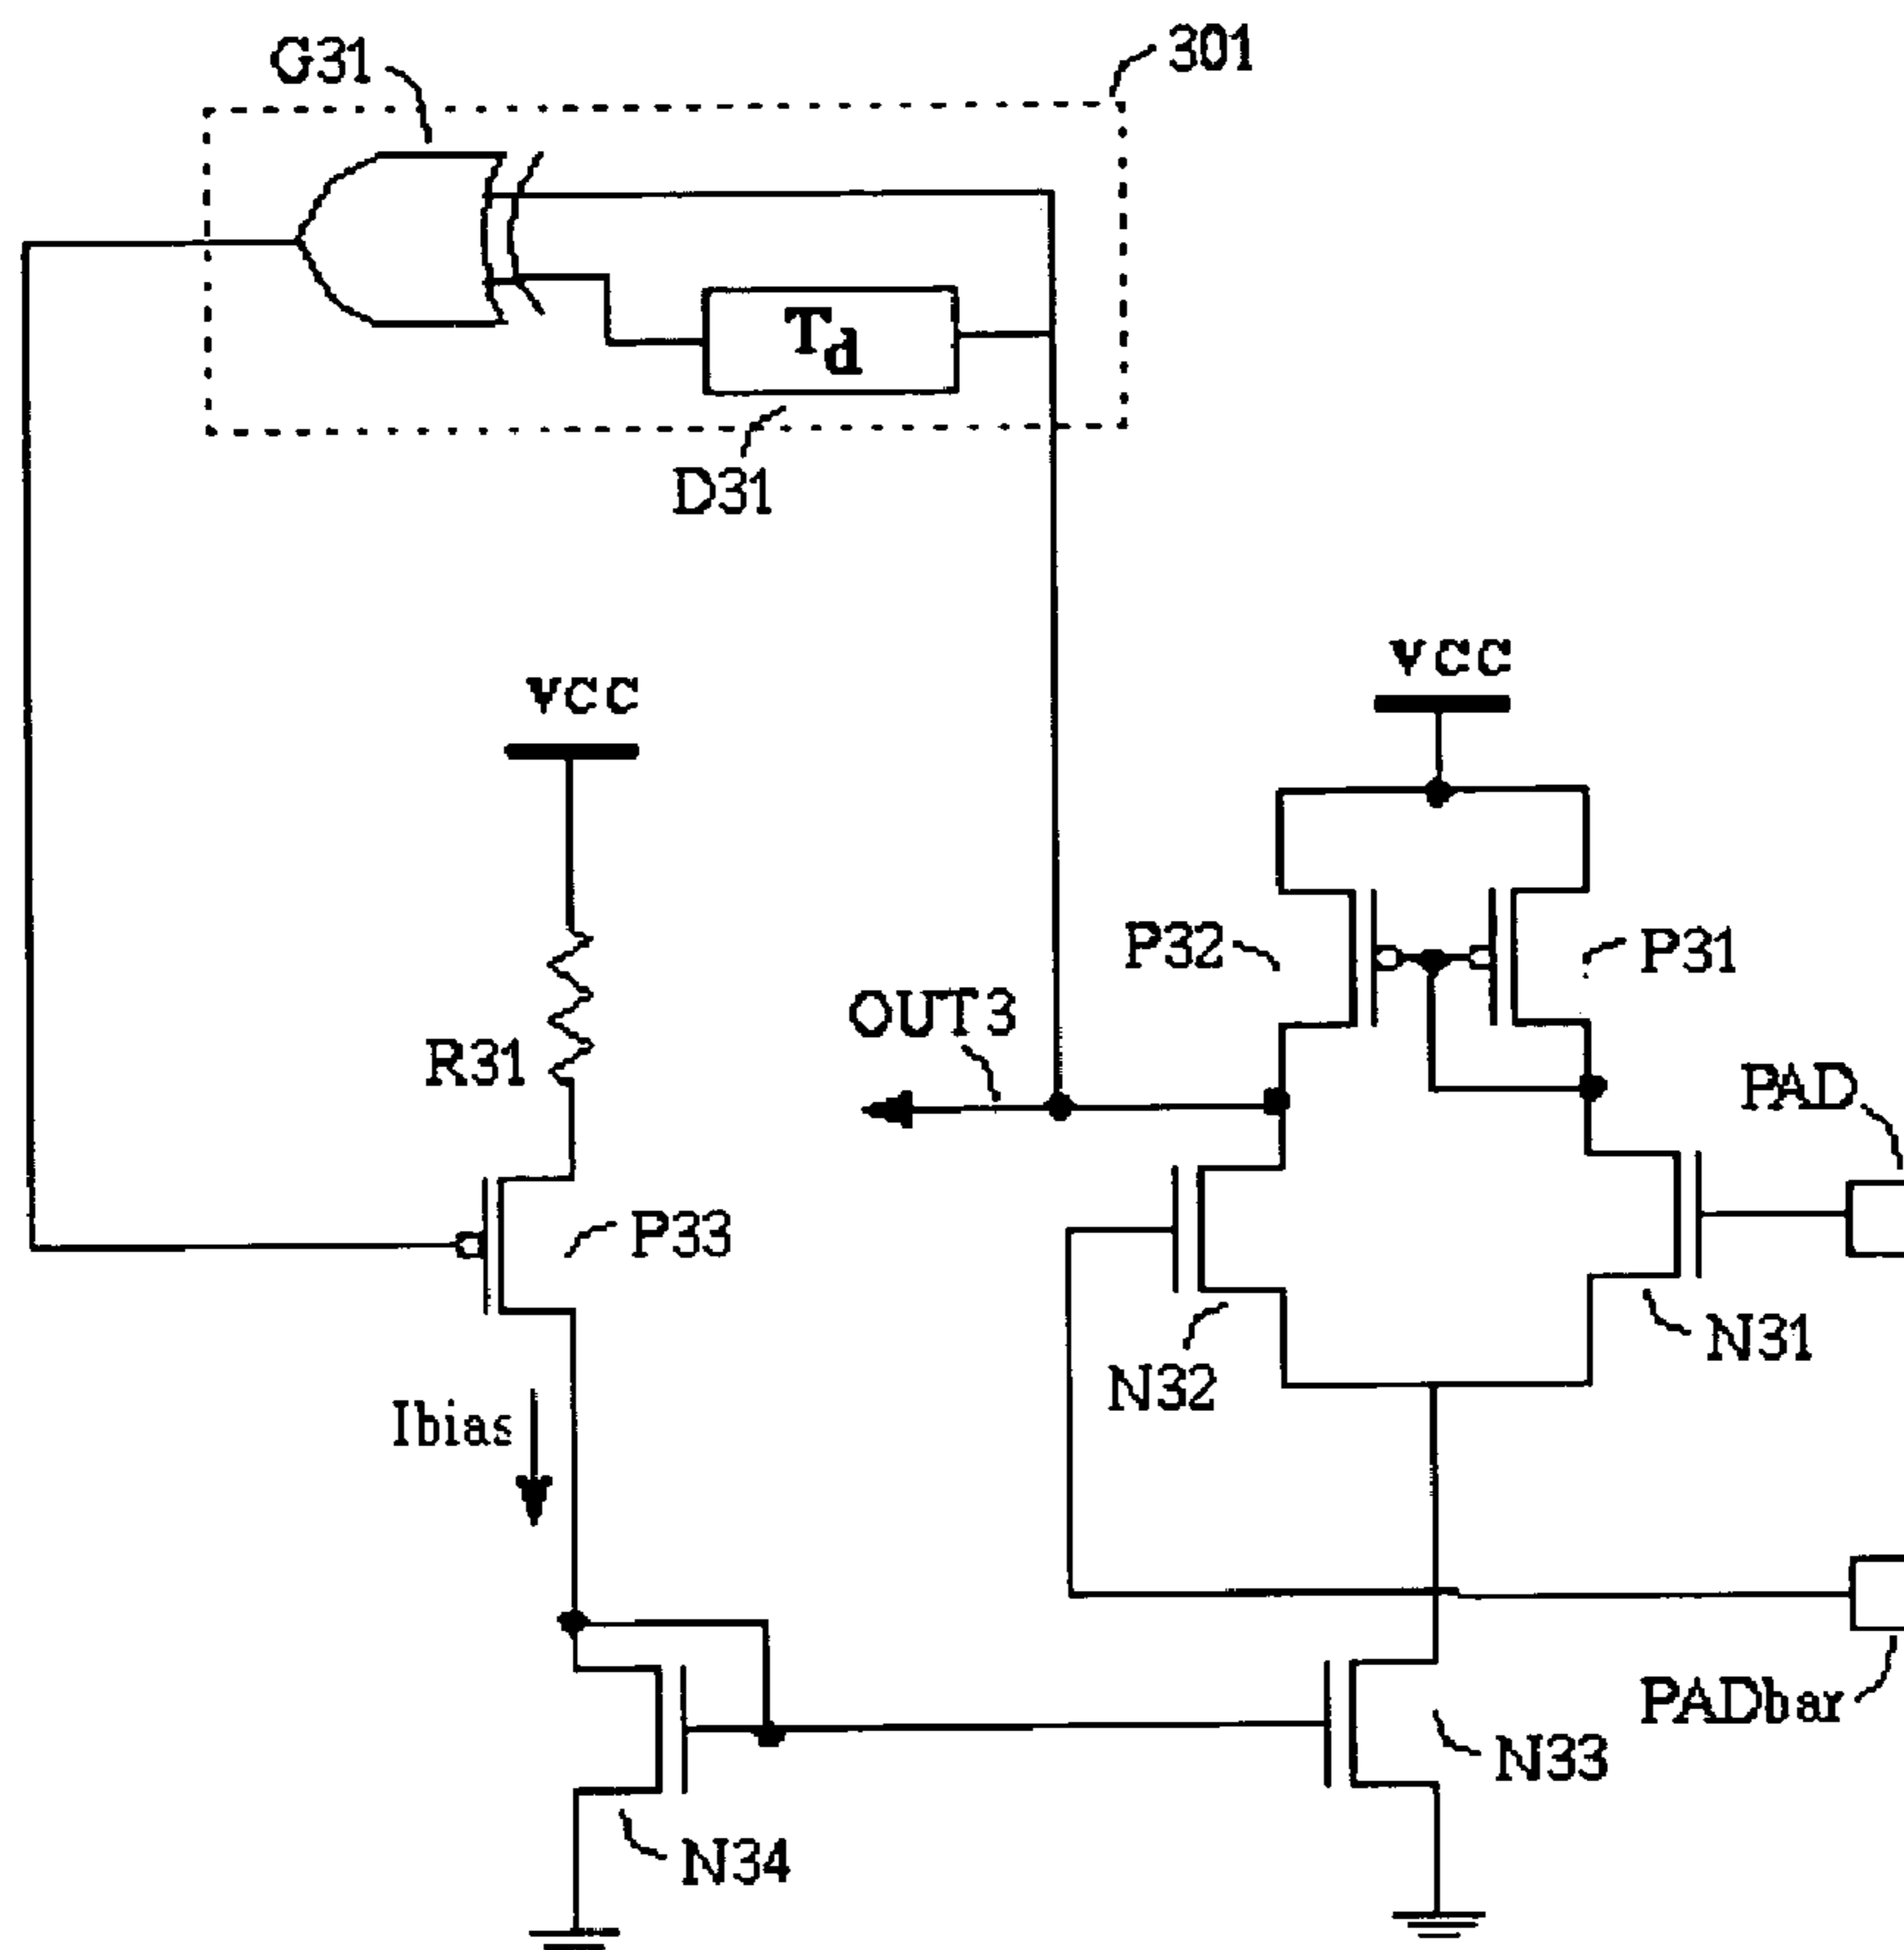 G31
301
Td
D31
VCC
VCC
P32
P31
OUT3
R31
PAD
P33
N31
N32
Ibias
PADbar
N33
N34